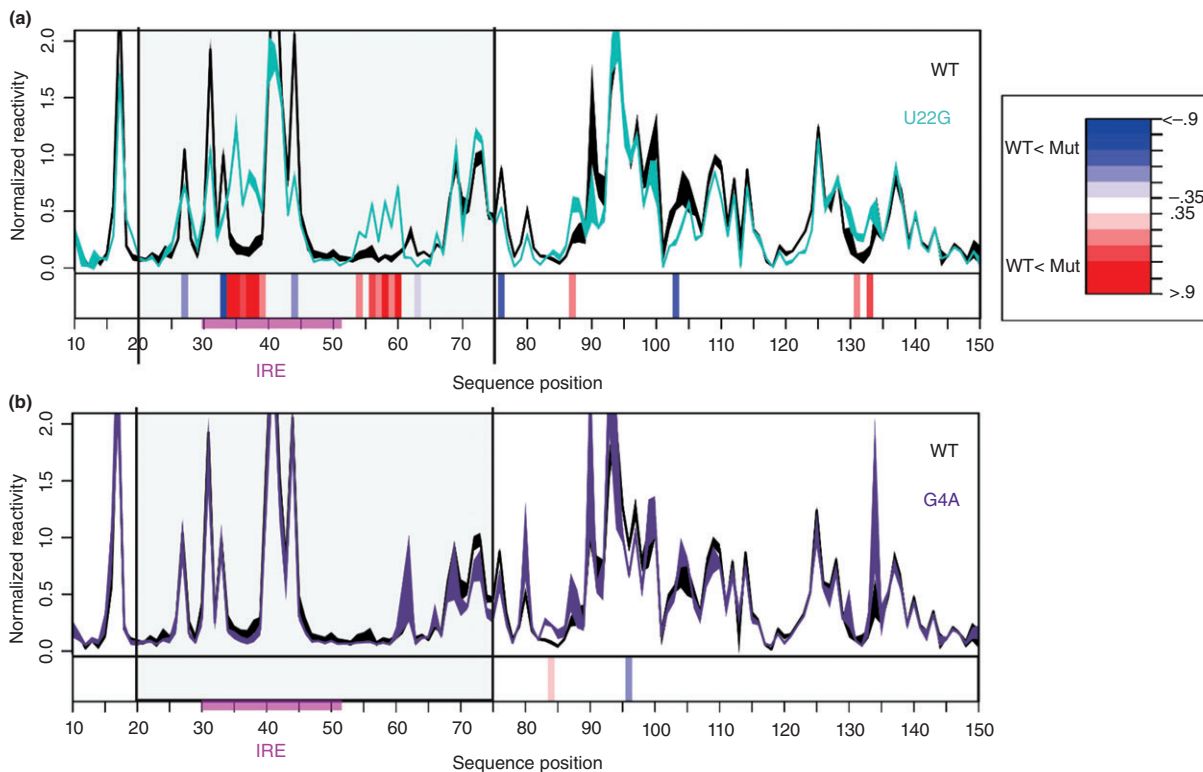 (a)
Normalized reactivity
2.0
1.5
1.0
0.5
0.0
WT
U22G
10 20 30 40 50 60 70 80 90 100 110 120 130 140 150
IRE
Sequence position
WT< Mut
WT< Mut
<–.9
–.35
.35
>.9
(b)
Normalized reactivity
2.0
1.5
1.0
0.5
0.0
WT
G4A
10 20 30 40 50 60 70 80 90 100 110 120 130 140 150
IRE
Sequence position